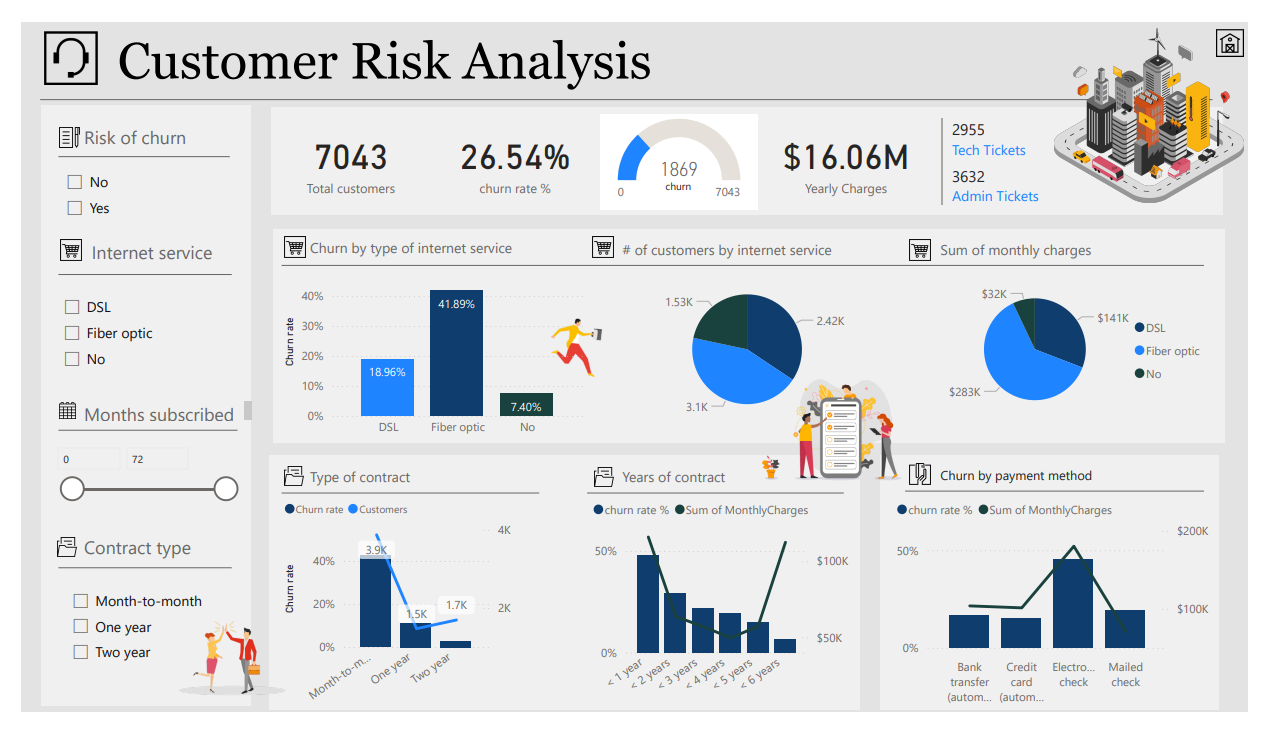 Customer Risk Analysis
Risk of churn
No
Yes
Internet service
DSL
Fiber optic
No
Months subscribed
0
72
Contract type
Month-to-month
One year
Two year
7043
Total customers
26.54%
churn rate %
1869
churn
0
7043
$16.06M
Yearly Charges
2955
Tech Tickets
3632
Admin Tickets
Churn by type of internet service
Churn rate
40%
30%
20%
10%
0%
18.96%
41.89%
7.40%
DSL
Fiber optic
No
# of customers by internet service
1.53K
2.42K
3.1K
Sum of monthly charges
$32K
$141K
$283K
DSL
Fiber optic
No
Type of contract
Churn rate
Customers
Churn rate
40%
20%
0%
4K
2K
3.9K
1.5K
1.7K
Month-to-m...
One year
Two year
Years of contract
churn rate %
Sum of MonthlyCharges
50%
0%
$100K
$50K
< 1 year
< 2 years
< 3 years
< 4 years
< 5 years
< 6 years
Churn by payment method
churn rate %
Sum of MonthlyCharges
50%
0%
$200K
$100K
Bank
transfer
(autom...
Credit
card
(autom...
Electro...
check
Mailed
check